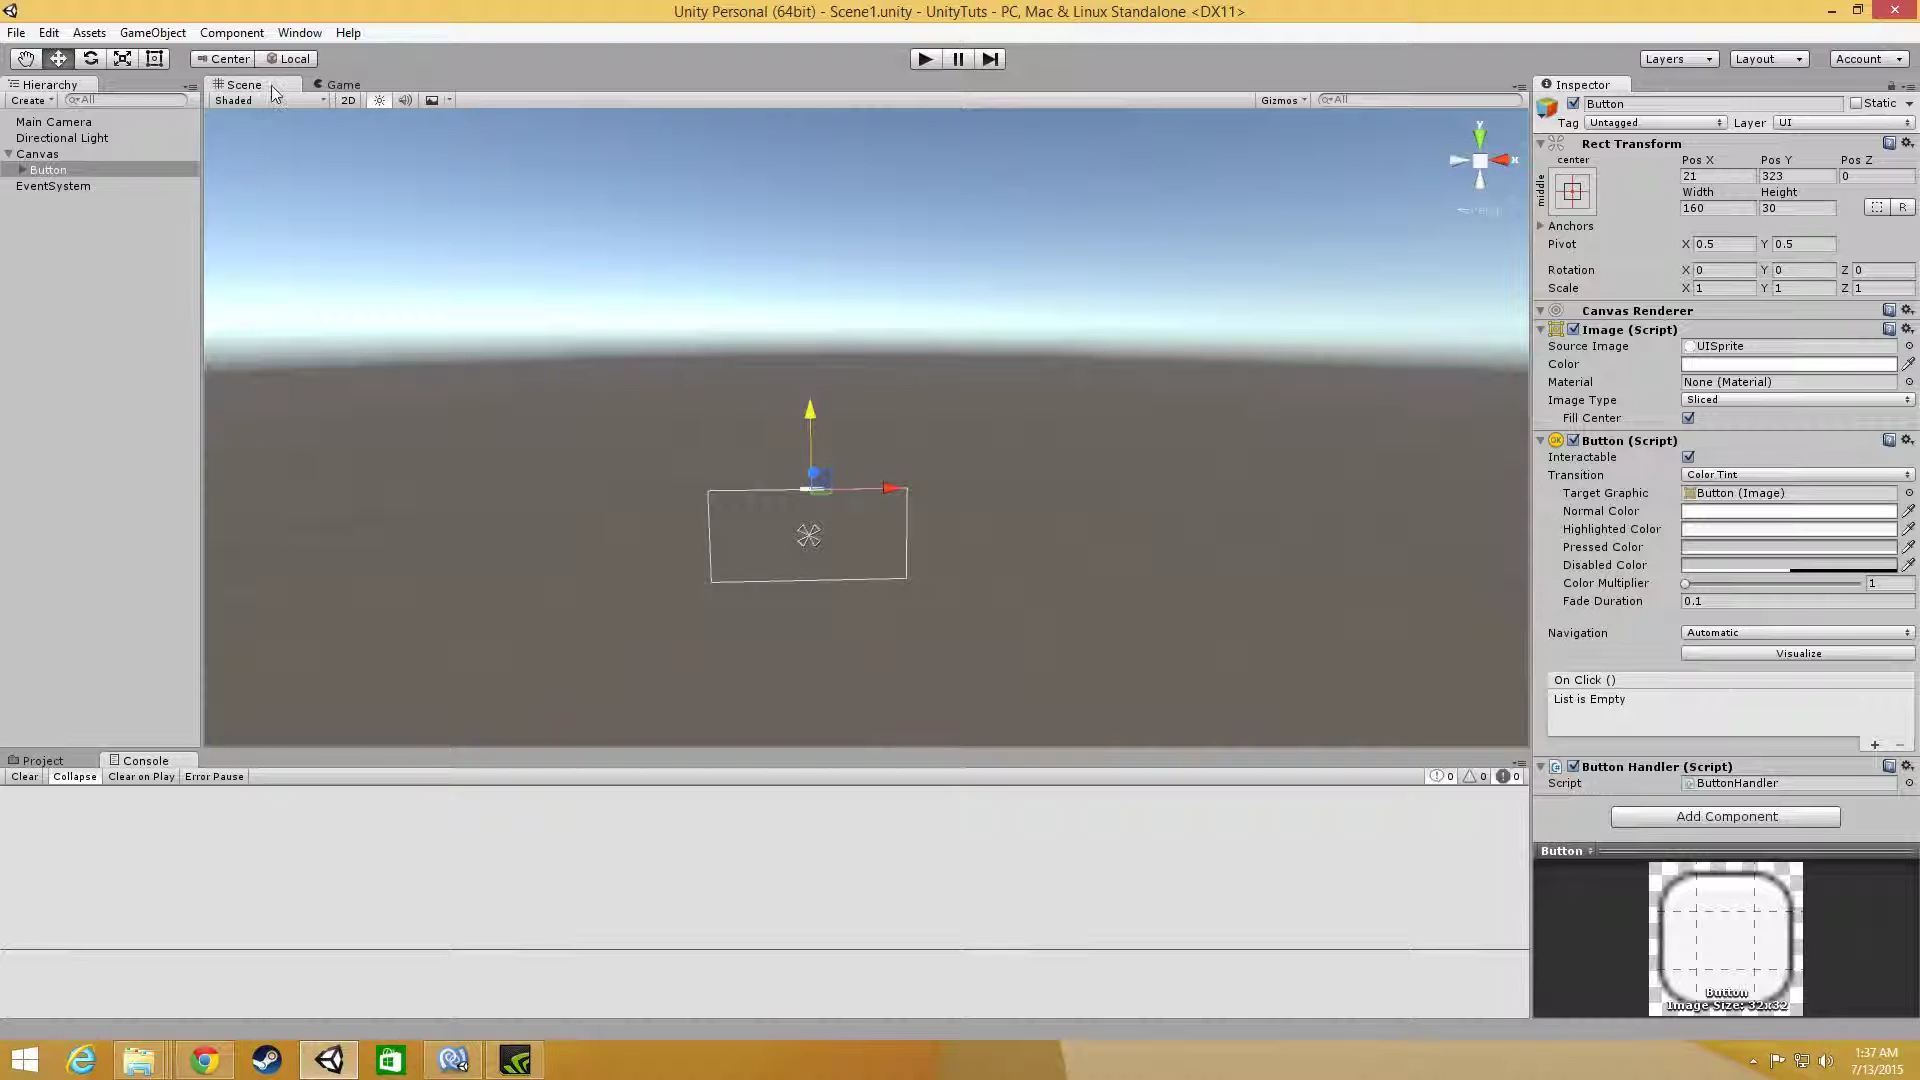 Unity Personal (64bit) - Scene1.unity - UnityTuts - PC, Mac & Linux Standalone <DX11>
File Edit Assets GameObject Component Window Help
Center Local
Layers Layout Account
Hierarchy
Create All
Main Camera
Directional Light
Canvas
Button
EventSystem
Scene Game
Shaded 2D Gizmos All
y
x
Inspector
Button Static
Tag Untagged Layer UI
Rect Transform
center
middle
Pos X Pos Y Pos Z
21 323 0
Width Height
160 30
R
Anchors
Pivot X 0.5 Y 0.5
Rotation X 0 Y 0 Z 0
Scale X 1 Y 1 Z 1
Canvas Renderer
Image (Script)
Source Image UISprite
Color
Material None (Material)
Image Type Sliced
Fill Center
Button (Script)
Interactable
Transition Color Tint
Target Graphic Button (Image)
Normal Color
Highlighted Color
Pressed Color
Disabled Color
Color Multiplier 1
Fade Duration 0.1
Navigation Automatic
Visualize
On Click ()
List is Empty
+ −
Button Handler (Script)
Script ButtonHandler
Add Component
Button
Button
Image Size: 32x32
Project Console
Clear Collapse Clear on Play Error Pause
0 0 0
1:37 AM
7/13/2015